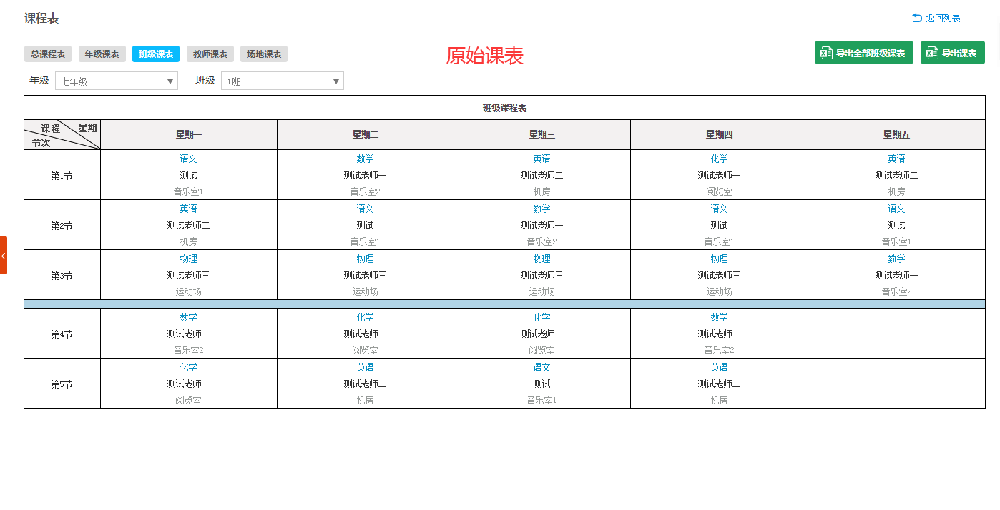 课程表
返回列表
总课程表 年级课表 班级课表 教师课表 场地课表
原始课表
导出全部班级课表 导出课表
年级 七年级 班级 1班
班级课程表
课程 星期 节次 星期一 星期二 星期三 星期四 星期五
语文 数学 英语 化学 英语
第1节 测试 测试老师一 测试老师二 测试老师一 测试老师二
音乐室1 音乐室2 机房 阅览室 机房
英语 语文 数学 语文 语文
第2节 测试老师二 测试 测试老师一 测试 测试
机房 音乐室1 音乐室2 音乐室1 音乐室1
物理 物理 物理 物理 数学
第3节 测试老师三 测试老师三 测试老师三 测试老师三 测试老师一
运动场 运动场 运动场 运动场 音乐室2
数学 化学 化学 数学
第4节 测试老师一 测试老师一 测试老师一 测试老师一
音乐室2 阅览室 阅览室 音乐室2
化学 英语 语文 英语
第5节 测试老师一 测试老师二 测试 测试老师二
阅览室 机房 音乐室1 机房